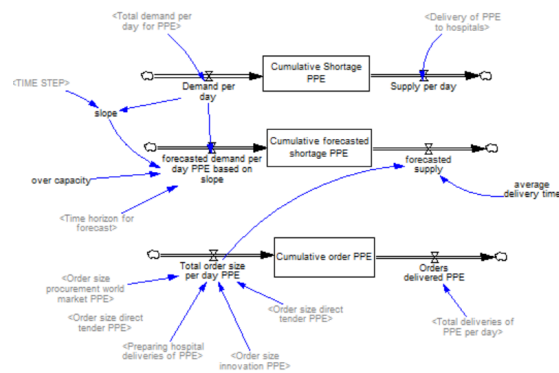 <Total demand per
day for PPE>
<Delivery of PPE
to hospitals>
Cumulative Shortage
PPE
Demand per
day
Supply per day
<TIME STEP>
slope
Cumulative forecasted
shortage PPE
forecasted demand per
day PPE based on
slope
forecasted
supply
over capacity
average
delivery time
<Time horizon for
forecast>
Cumulative order PPE
Total order size
per day PPE
Orders
delivered PPE
<Order size
procurement world
market PPE>
<Order size direct
tender PPE>
<Order size direct
tender PPE>
<Total deliveries of
PPE per day>
<Preparing hospital
deliveries of PPE>
<Order size
innovation PPE>